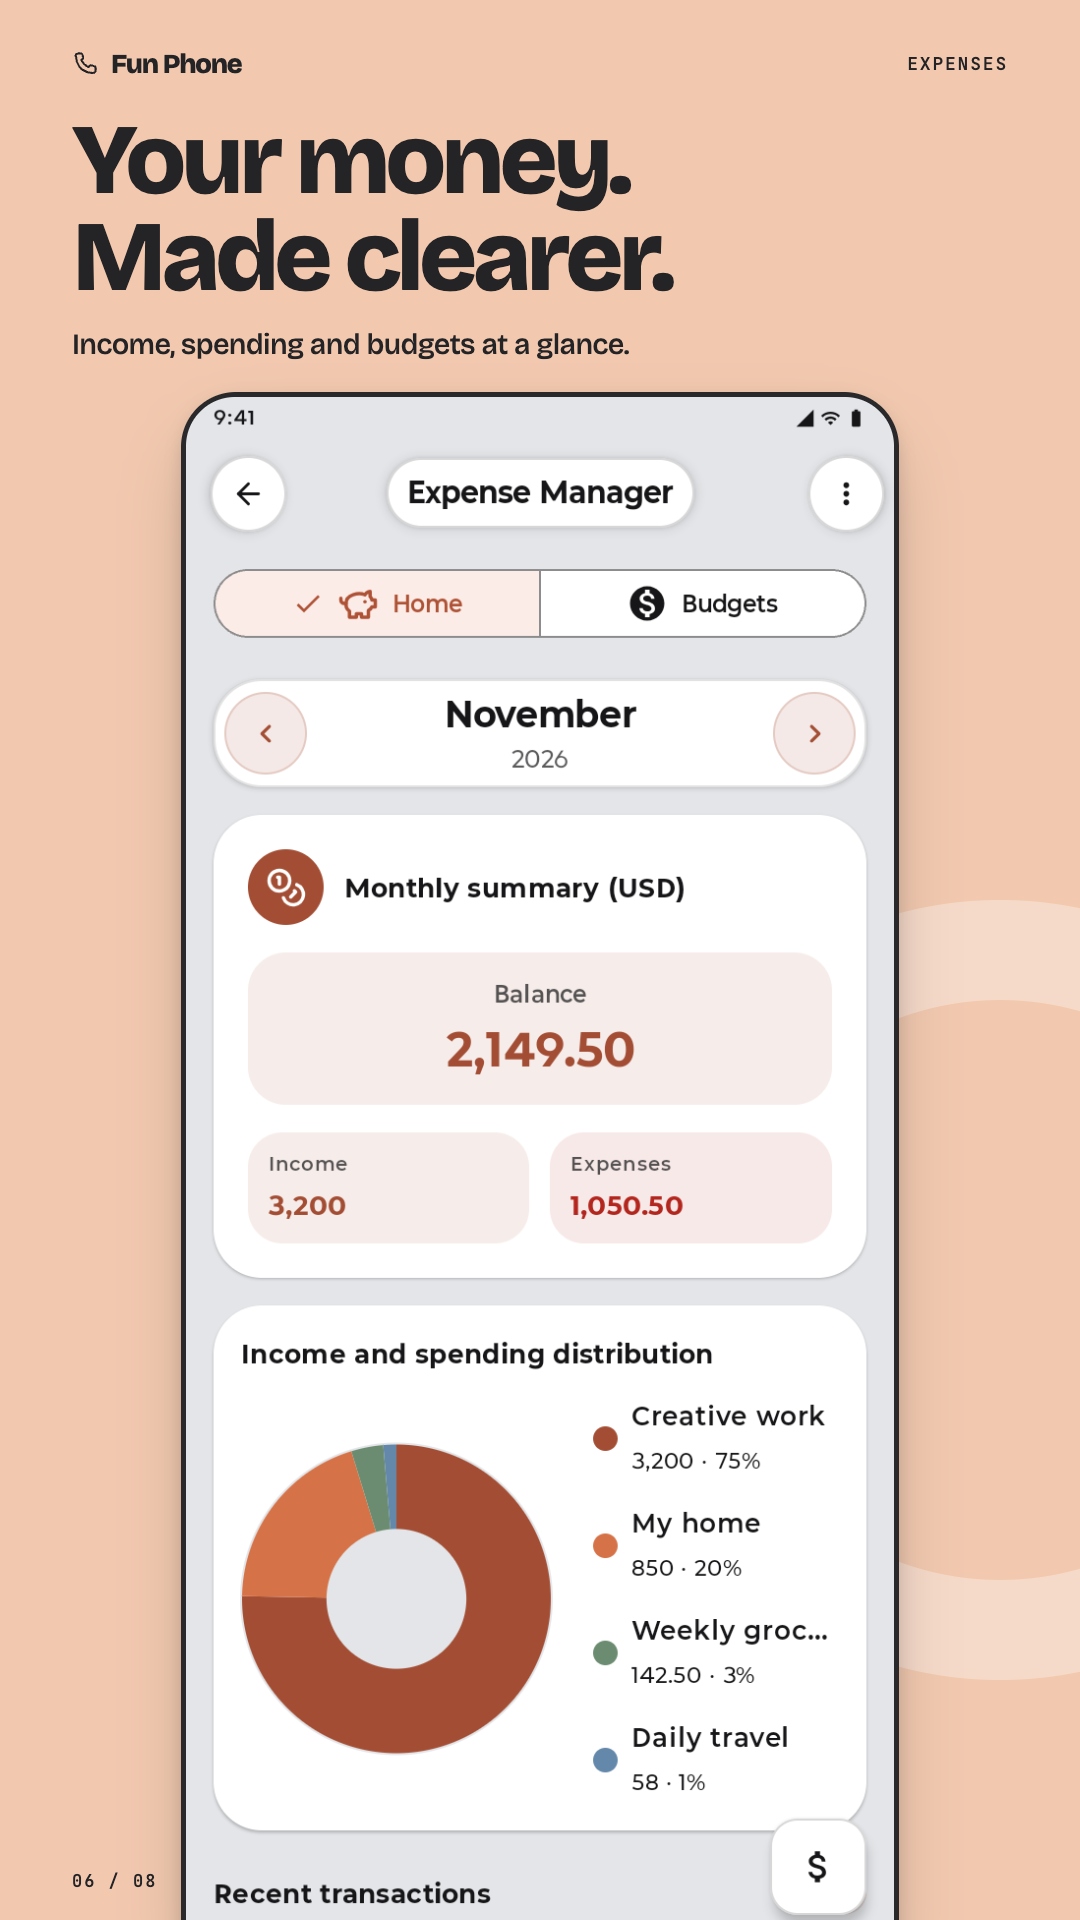 Fun Phone
EXPENSES
Your money.
Made clearer.
Income, spending and budgets at a glance.
9:41
Expense Manager
Home
Budgets
November
2026
Monthly summary (USD)
Balance
2,149.50
Income
3,200
Expenses
1,050.50
Income and spending distribution
Creative work
3,200 · 75%
My home
850 · 20%
Weekly groc...
142.50 · 3%
Daily travel
58 · 1%
$
06 / 08
Recent transactions